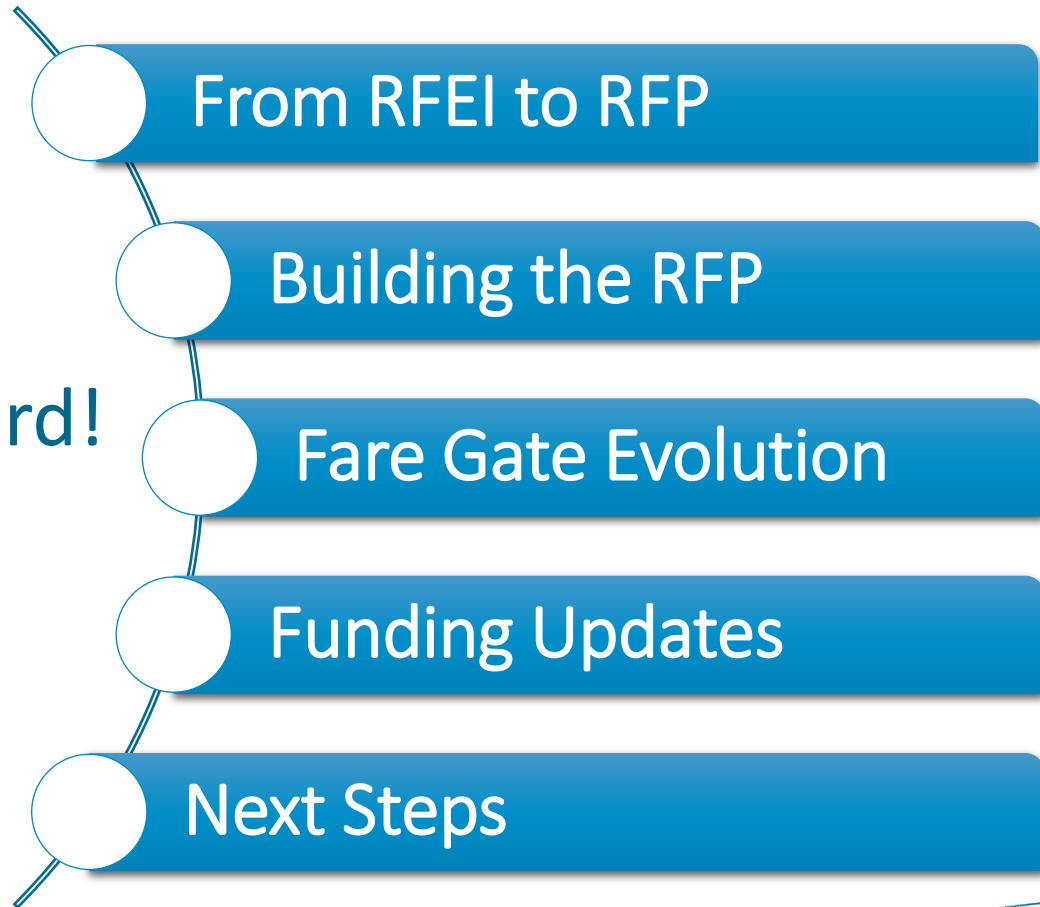 From RFEI to RFP
Building the RFP
rd!
Fare Gate Evolution
Funding Updates
Next Steps